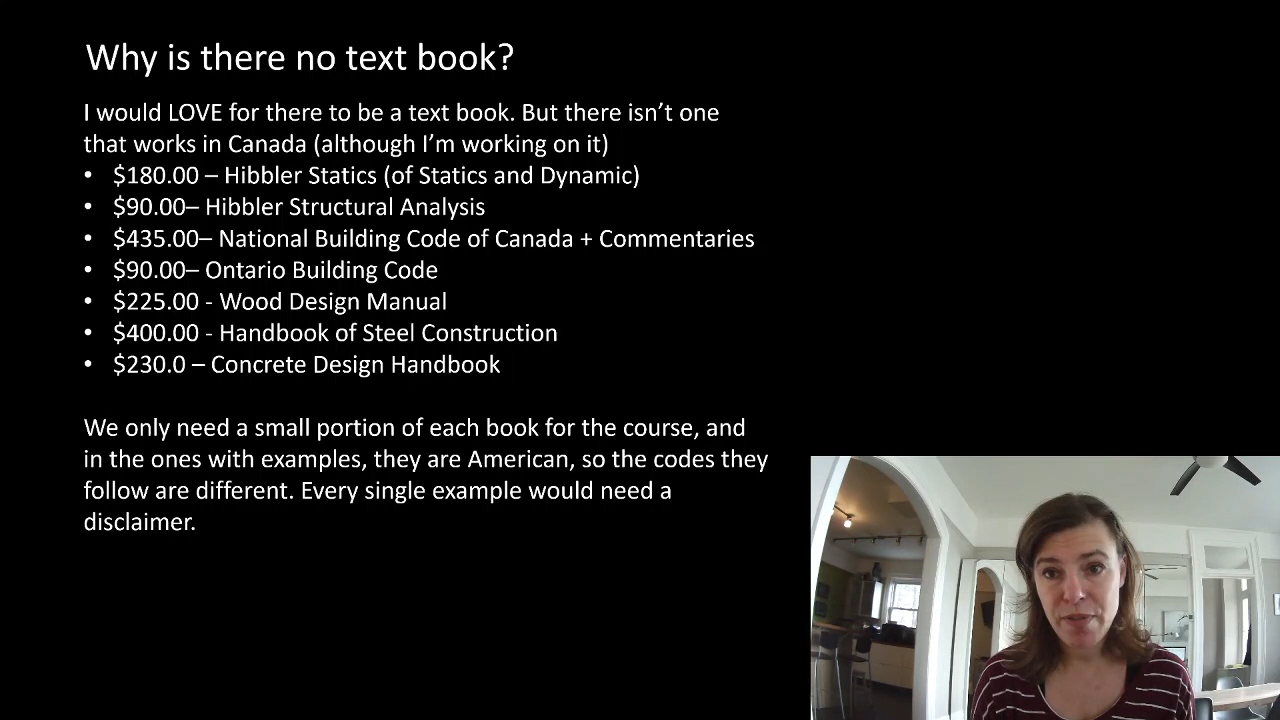 Why is there no text book?
I would LOVE for there to be a text book. But there isn’t one
that works in Canada (although I’m working on it)
• $180.00 – Hibbler Statics (of Statics and Dynamic)
• $90.00– Hibbler Structural Analysis
• $435.00– National Building Code of Canada + Commentaries
• $90.00– Ontario Building Code
• $225.00 - Wood Design Manual
• $400.00 - Handbook of Steel Construction
• $230.0 – Concrete Design Handbook
We only need a small portion of each book for the course, and
in the ones with examples, they are American, so the codes they
follow are different. Every single example would need a
disclaimer.